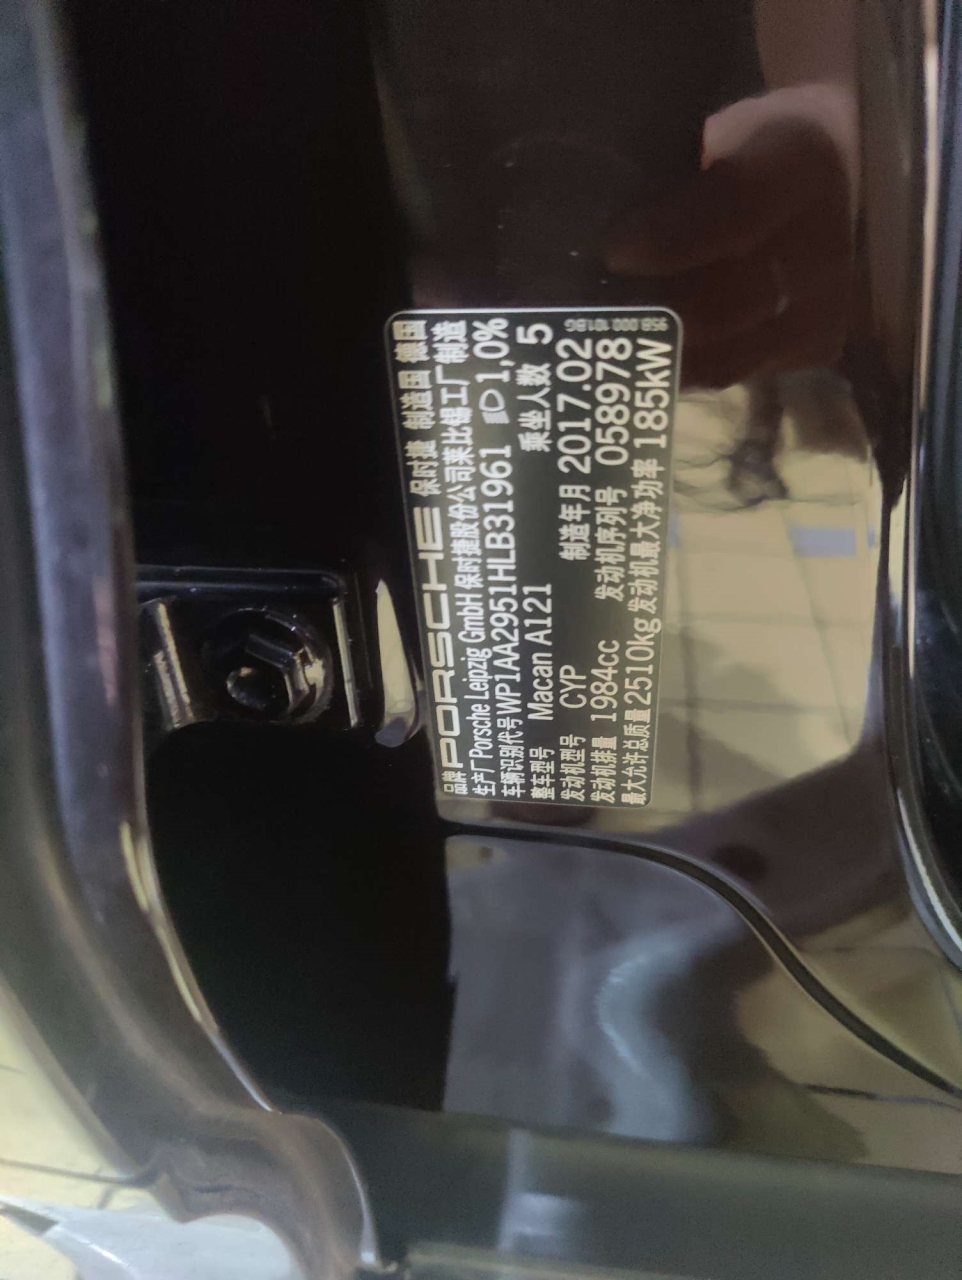 品牌 PORSCHE 保时捷 制造国 德国
生产厂 Porsche Leipzig GmbH 保时捷股份公司莱比锡工厂制造
车辆识别代号 WP1AA2951HLB31961 1,0%
整车型号 Macan A121 乘坐人数 5
发动机型号 CYP 制造年月 2017.02
发动机排量 1984cc 发动机序列号 058978
最大允许总质量 2510kg 发动机最大净功率 185kW
95B.000.101.BG